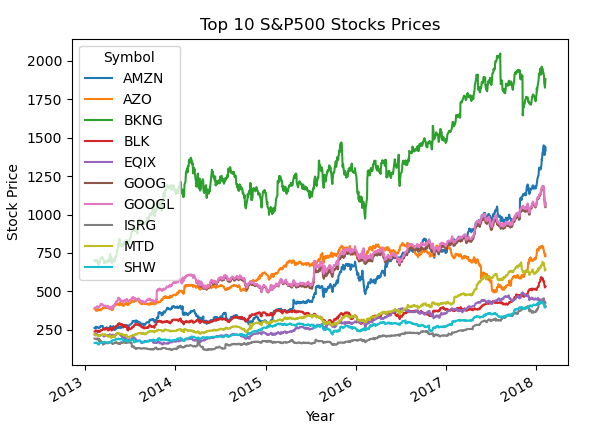 Top 10 S&P500 Stocks Prices
Symbol
AMZN
AZO
BKNG
BLK
EQIX
GOOG
GOOGL
ISRG
MTD
SHW
Stock Price
2000
1750
1500
1250
1000
750
500
250
2013
2014
2015
2016
2017
2018
Year